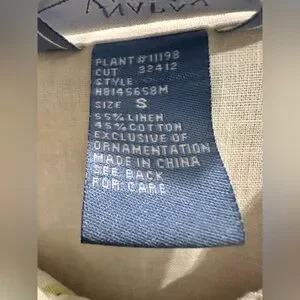 PLANT#11198
CUT 32412
STYLE
H8145658M
SIZE S
55% LINEN
45% COTTON
EXCLUSIVE OF
ORNAMENTATION
MADE IN CHINA
SEE BACK
FOR CARE